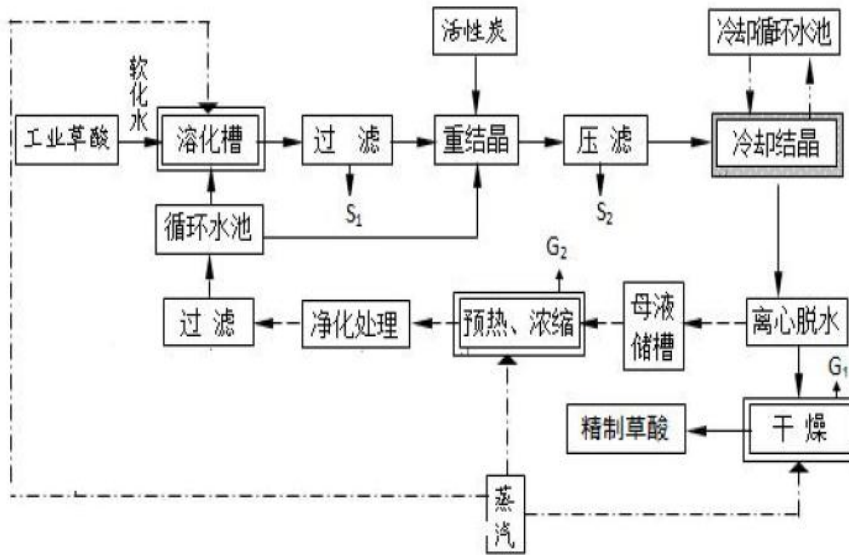 活性炭
冷却循环水池
软化水
工业草酸
溶化槽
过 滤
重结晶
压 滤
冷却结晶
S₁
S₂
循环水池
G₂
过 滤
净化处理
预热、浓缩
母液
储槽
离心脱水
G₁
精制草酸
干 燥
蒸汽